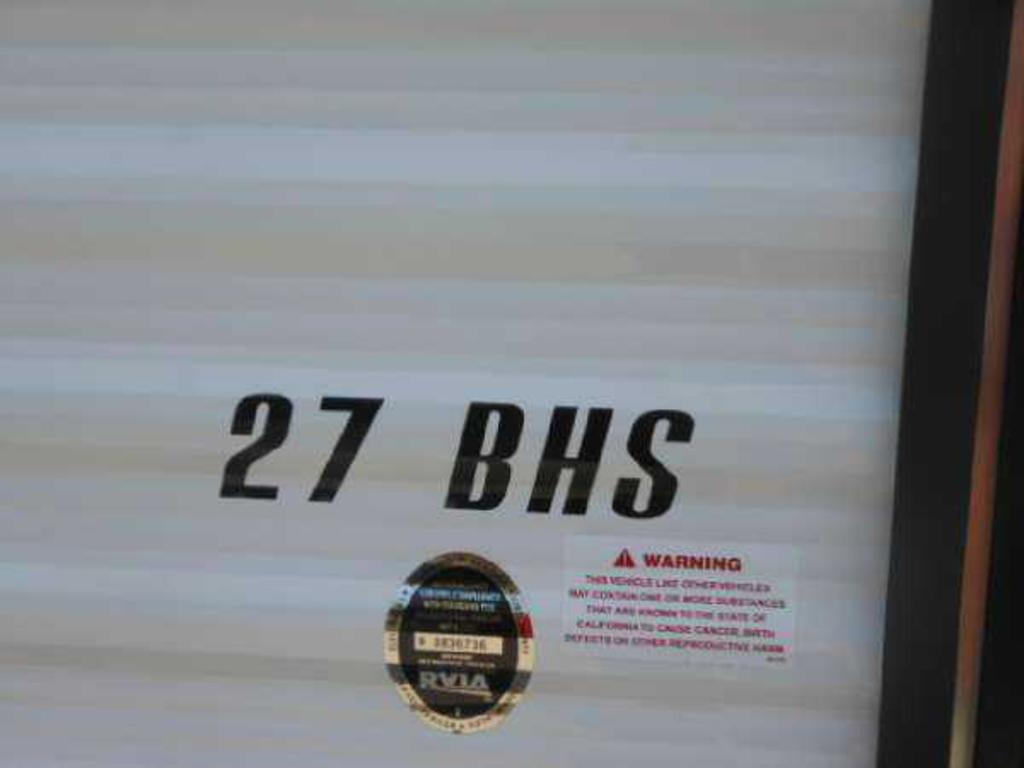 27 BHS
WARNING
THIS VEHICLE LIKE OTHER VEHICLES
MAY CONTAIN ONE OR MORE SUBSTANCES
THAT ARE KNOWN TO THE STATE OF
CALIFORNIA TO CAUSE CANCER, BIRTH
DEFECTS OR OTHER REPRODUCTIVE HARM
3836736
RVIA